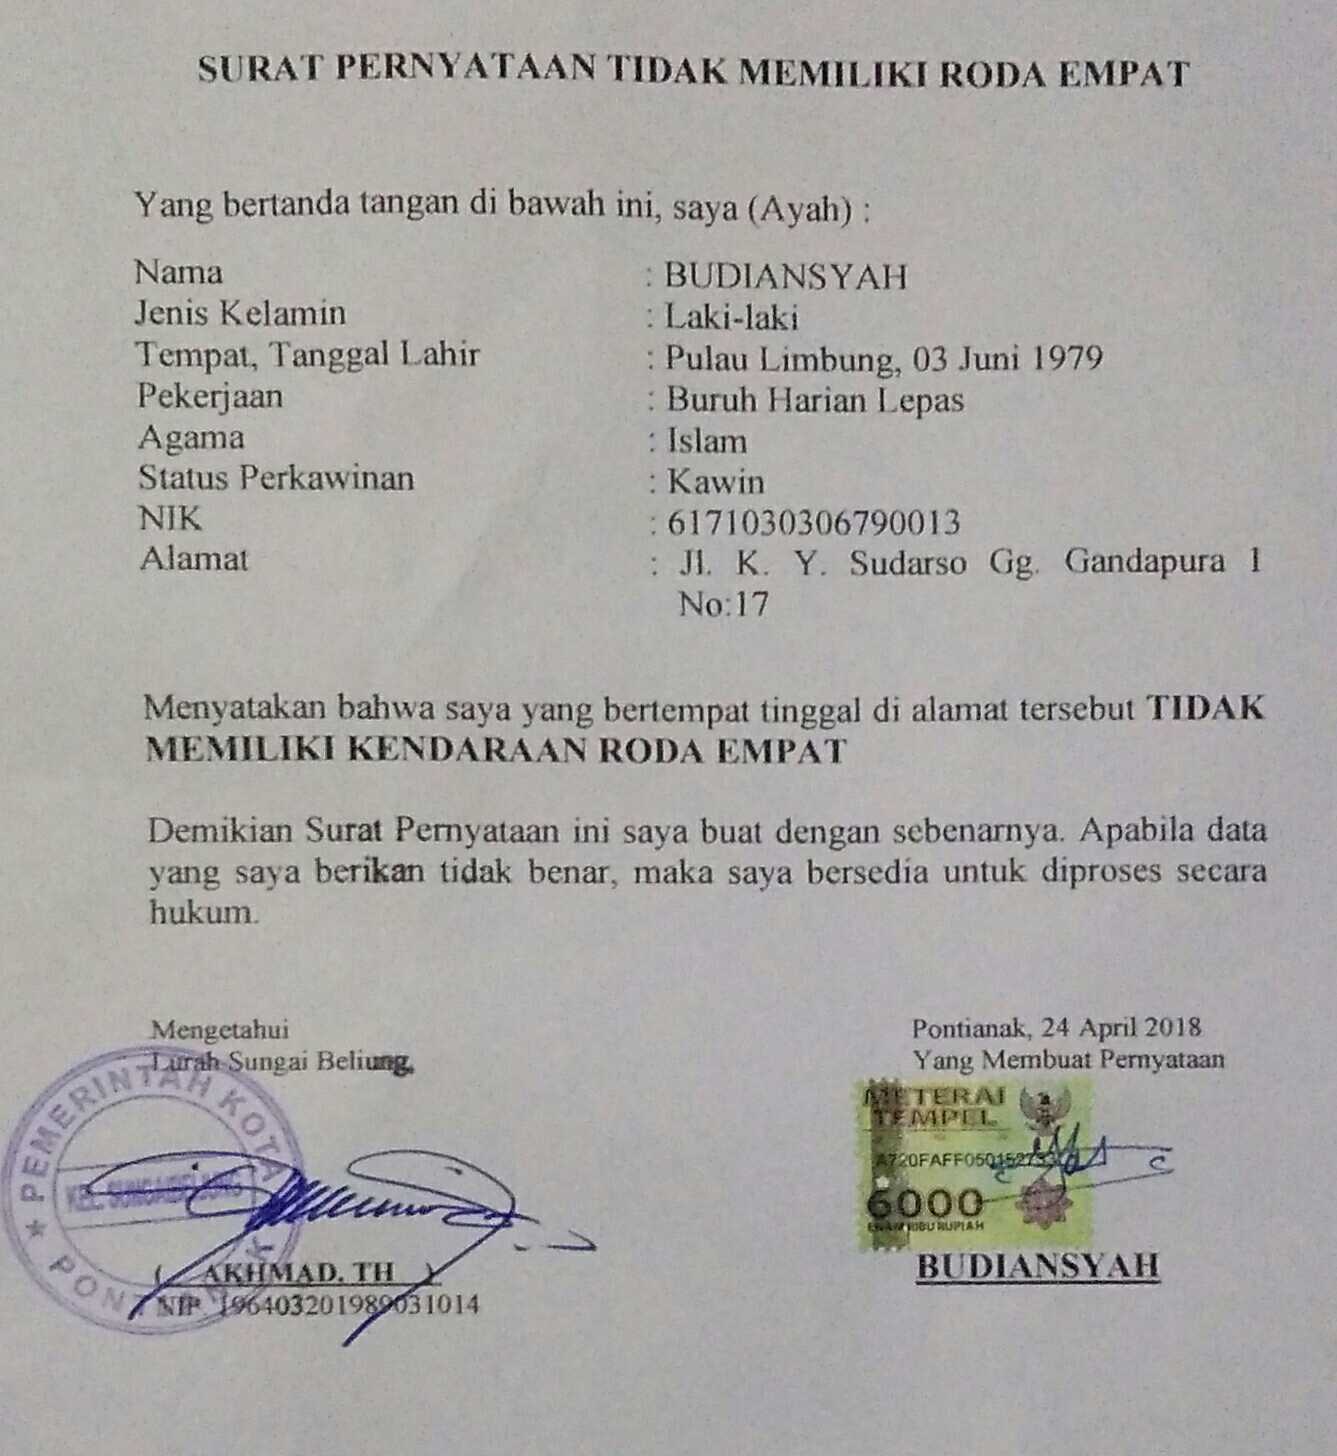 SURAT PERNYATAAN TIDAK MEMILIKI RODA EMPAT
Yang bertanda tangan di bawah ini, saya (Ayah) :
Nama : BUDIANSYAH
Jenis Kelamin : Laki-laki
Tempat, Tanggal Lahir : Pulau Limbung, 03 Juni 1979
Pekerjaan : Buruh Harian Lepas
Agama : Islam
Status Perkawinan : Kawin
NIK : 6171030306790013
Alamat : Jl. K. Y. Sudarso Gg. Gandapura 1
No:17
Menyatakan bahwa saya yang bertempat tinggal di alamat tersebut TIDAK
MEMILIKI KENDARAAN RODA EMPAT
Demikian Surat Pernyataan ini saya buat dengan sebenarnya. Apabila data
yang saya berikan tidak benar, maka saya bersedia untuk diproses secara
hukum.
Mengetahui
Lurah Sungai Beliung,
PEMERINTAH KOTA
KEL. SUNGAI BELIUNG
PONTIANAK
( AKHMAD. TH )
NIP. 196403201989031014
Pontianak, 24 April 2018
Yang Membuat Pernyataan
METERAI
TEMPEL
6000
ENAM RIBU RUPIAH
BUDIANSYAH